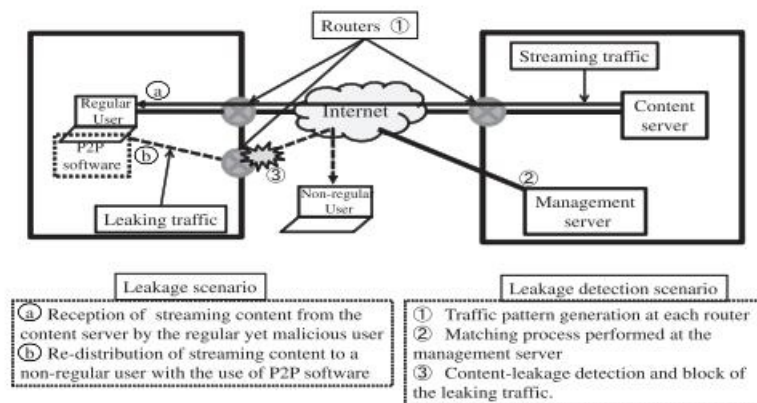 Routers ①
Streaming traffic
ⓐ
Regular
User
Internet
Content
server
P2P
software
ⓑ
③
②
Non-regular
User
Leaking traffic
Management
server
Leakage scenario
ⓐ Reception of streaming content from the
content server by the regular yet malicious user
ⓑ Re-distribution of streaming content to a
non-regular user with the use of P2P software
Leakage detection scenario
① Traffic pattern generation at each router
② Matching process performed at the
management server
③ Content-leakage detection and block of
the leaking traffic.